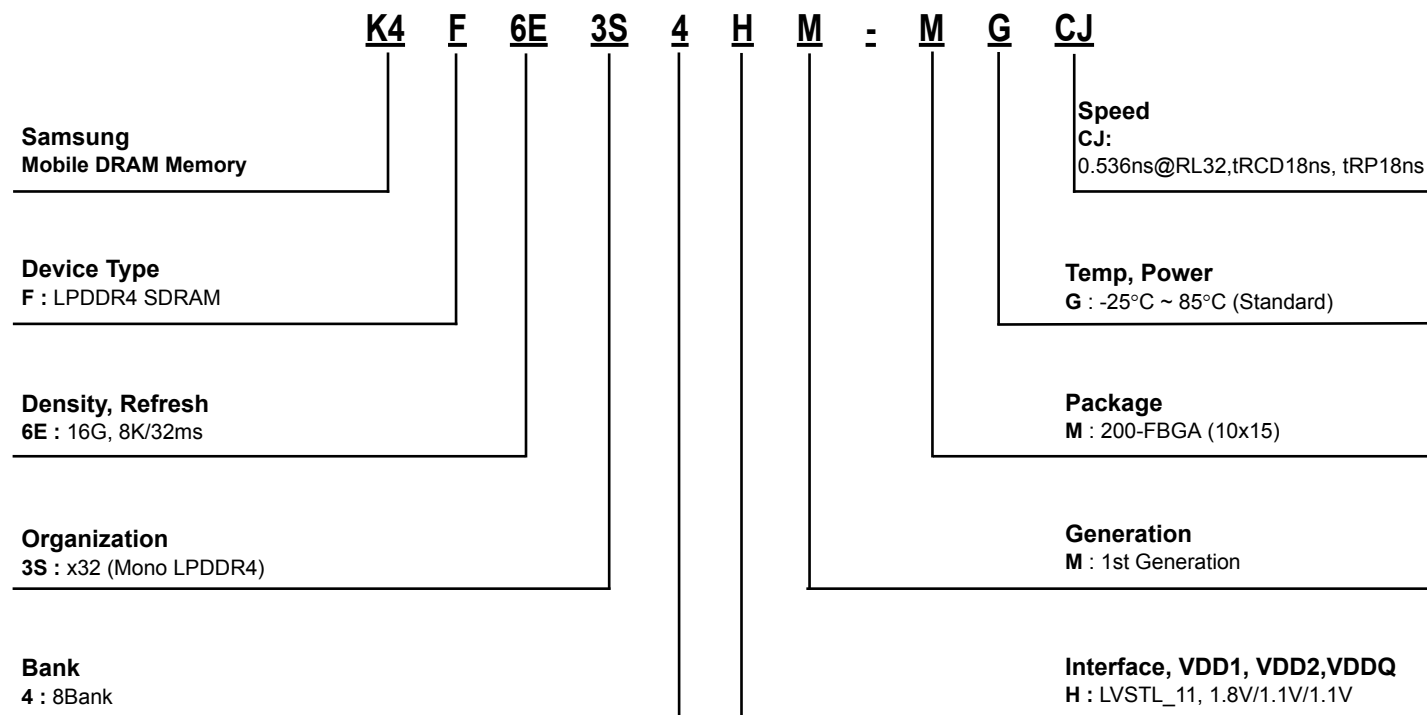 K4 F 6E 3S 4 H M - M G CJ
Samsung
Mobile DRAM Memory
Device Type
F : LPDDR4 SDRAM
Density, Refresh
6E : 16G, 8K/32ms
Organization
3S : x32 (Mono LPDDR4)
Bank
4 : 8Bank
Speed
CJ:
0.536ns@RL32,tRCD18ns, tRP18ns
Temp, Power
G : -25°C ~ 85°C (Standard)
Package
M : 200-FBGA (10x15)
Generation
M : 1st Generation
Interface, VDD1, VDD2,VDDQ
H : LVSTL_11, 1.8V/1.1V/1.1V